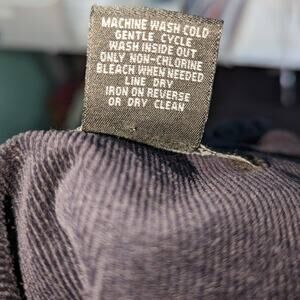 MACHINE WASH COLD
GENTLE CYCLE
WASH INSIDE OUT
ONLY NON-CHLORINE
BLEACH WHEN NEEDED
LINE DRY
IRON ON REVERSE
OR DRY CLEAN